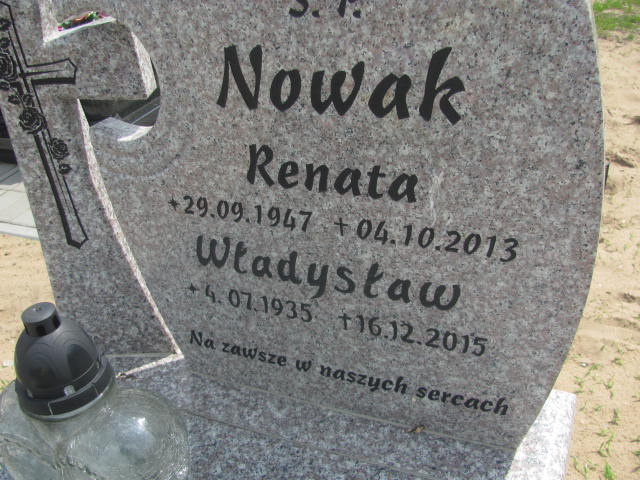 Ś. P.
Nowak
Renata
* 29.09.1947 + 04.10.2013
Władysław
* 4.07.1935 + 16.12.2015
Na zawsze w naszych sercach